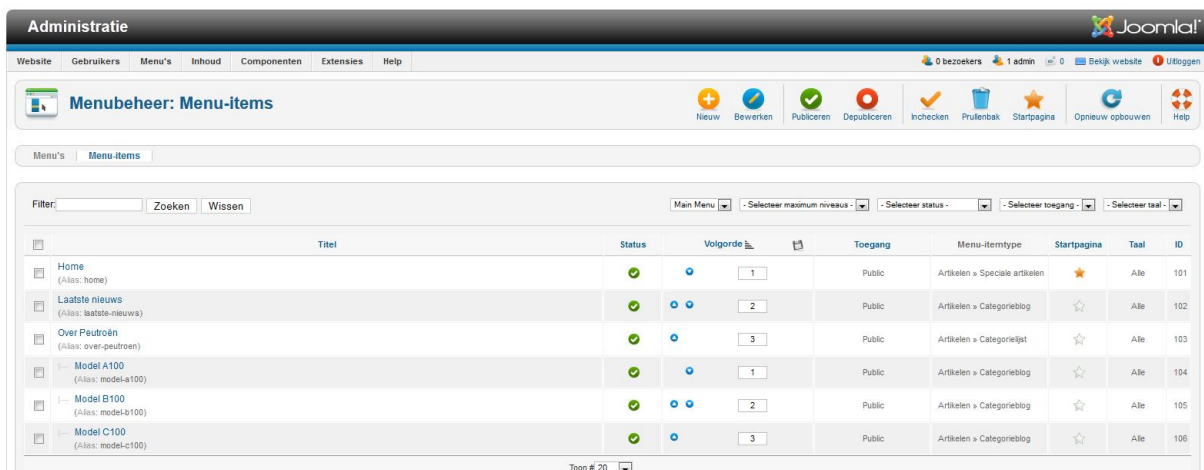 Administratie
Joomla!
Website Gebruikers Menu's Inhoud Componenten Extensies Help 0 bezoekers 1 admin 0 Bekijk website Uitloggen
Menubeheer: Menu-items
Nieuw Bewerken Publiceren Depubliceren Inchecken Prullenbak Startpagina Opnieuw opbouwen Help
Menu's Menu-items
Filter: Zoeken Wissen Main Menu - Selecteer maximum niveaus - - Selecteer status - - Selecteer toegang - - Selecteer taal -
Titel Status Volgorde Toegang Menu-itemtype Startpagina Taal ID
Home
(Alias: home)
1 Public Artikelen » Speciale artikelen Alle 101
Laatste nieuws
(Alias: laatste-nieuws)
2 Public Artikelen » Categorieblog Alle 102
Over Peutroën
(Alias: over-peutroen)
3 Public Artikelen » Categorielijst Alle 103
Model A100
(Alias: model-a100)
1 Public Artikelen » Categorieblog Alle 104
Model B100
(Alias: model-b100)
2 Public Artikelen » Categorieblog Alle 105
Model C100
(Alias: model-c100)
3 Public Artikelen » Categorieblog Alle 106
Toon # 20